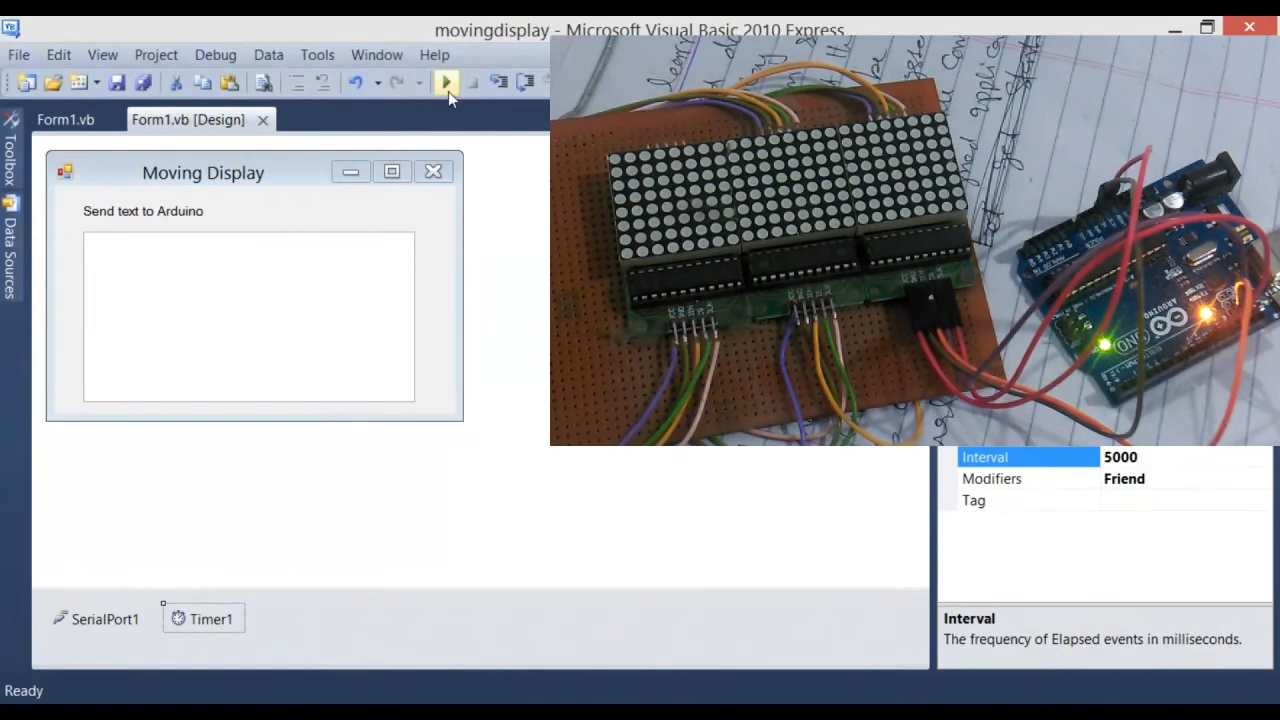 movingdisplay - Microsoft Visual Basic 2010 Express
File Edit View Project Debug Data Tools Window Help
Form1.vb
Form1.vb [Design]
Toolbox
Data Sources
Moving Display
Send text to Arduino
UNO
Interval 5000
Modifiers Friend
Tag
SerialPort1
Timer1
Interval
The frequency of Elapsed events in milliseconds.
Ready